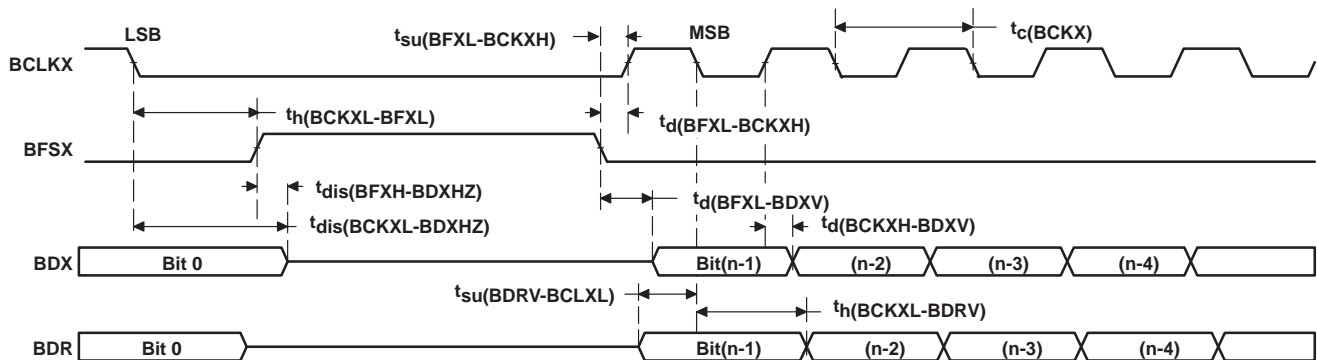 LSB
tsu(BFXL-BCKXH)
MSB
tc(BCKX)
BCLKX
th(BCKXL-BFXL)
td(BFXL-BCKXH)
BFSX
tdis(BFXH-BDXHZ)
td(BFXL-BDXV)
tdis(BCKXL-BDXHZ)
td(BCKXH-BDXV)
BDX Bit 0 Bit(n-1) (n-2) (n-3) (n-4)
tsu(BDRV-BCLXL)
th(BCKXL-BDRV)
BDR Bit 0 Bit(n-1) (n-2) (n-3) (n-4)